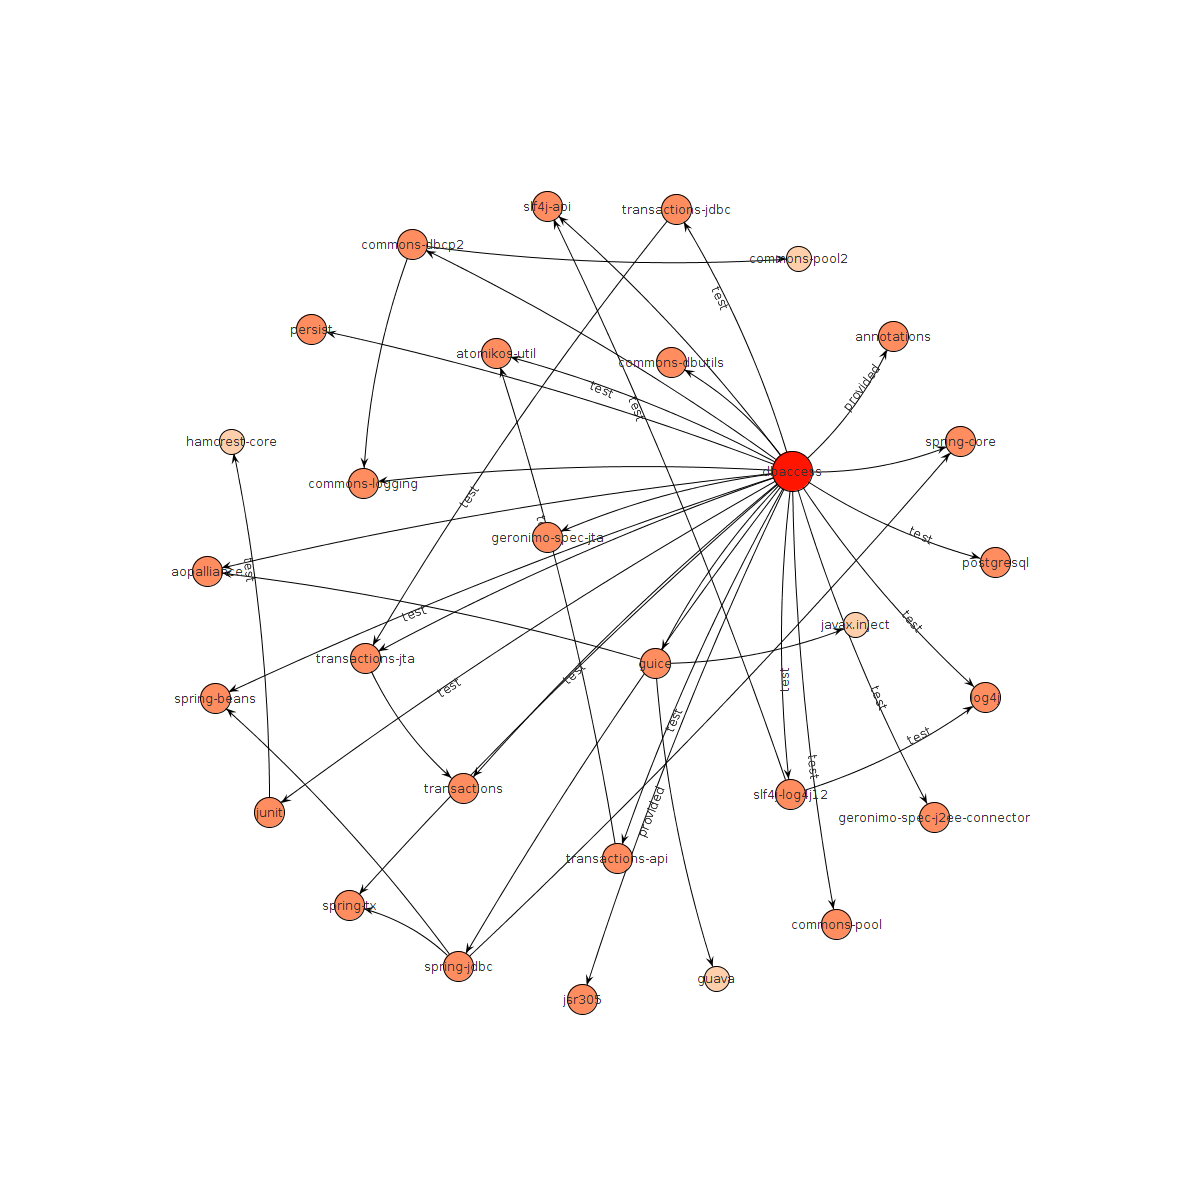 slf4j-api
transactions-jdbc
commons-dbcp2
commons-pool2
test
persist
annotations
atomikos-util
commons-dbutils
provided
test
test
hamcrest-core
spring-core
dbaccess
commons-logging
test
test
geronimo-spec-jta
postgresql
aopalliance
test
test
javax.inject
test
transactions-jta
guice
test
test
test
spring-beans
test
log4j
test
test
test
transactions
slf4j-log4j12
provided
junit
geronimo-spec-j2ee-connector
transactions-api
spring-tx
commons-pool
spring-jdbc
guava
jsr305